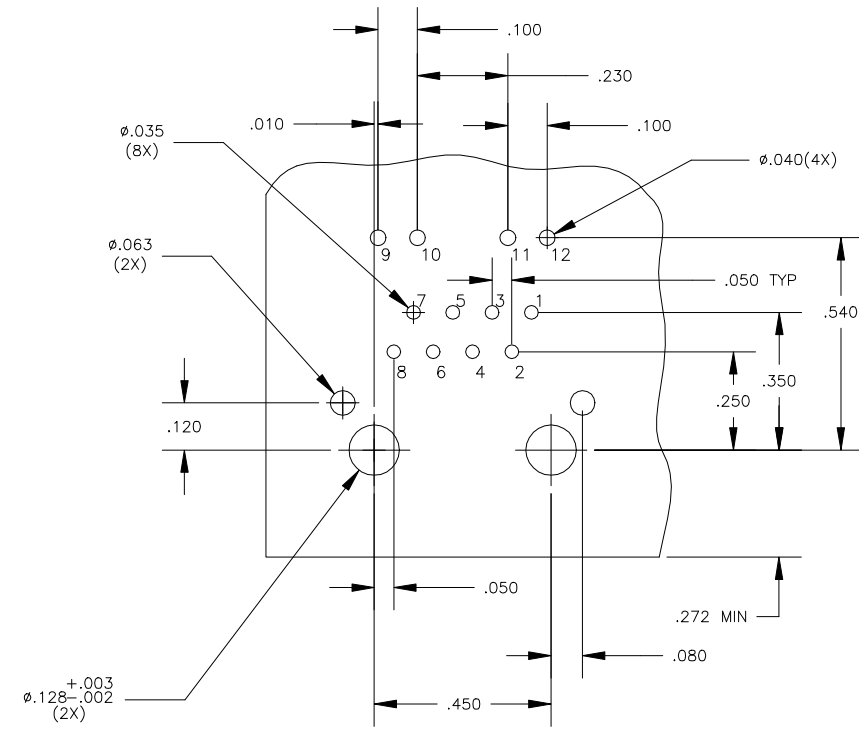 .100
.230
.010
.100
ø.035
(8X)
ø.040(4X)
ø.063
(2X)
9
10
11
12
.050 TYP
7
5
3
1
.540
8
6
4
2
.350
.250
.120
.050
.272 MIN
.080
+.003
ø.128-.002
(2X)
.450